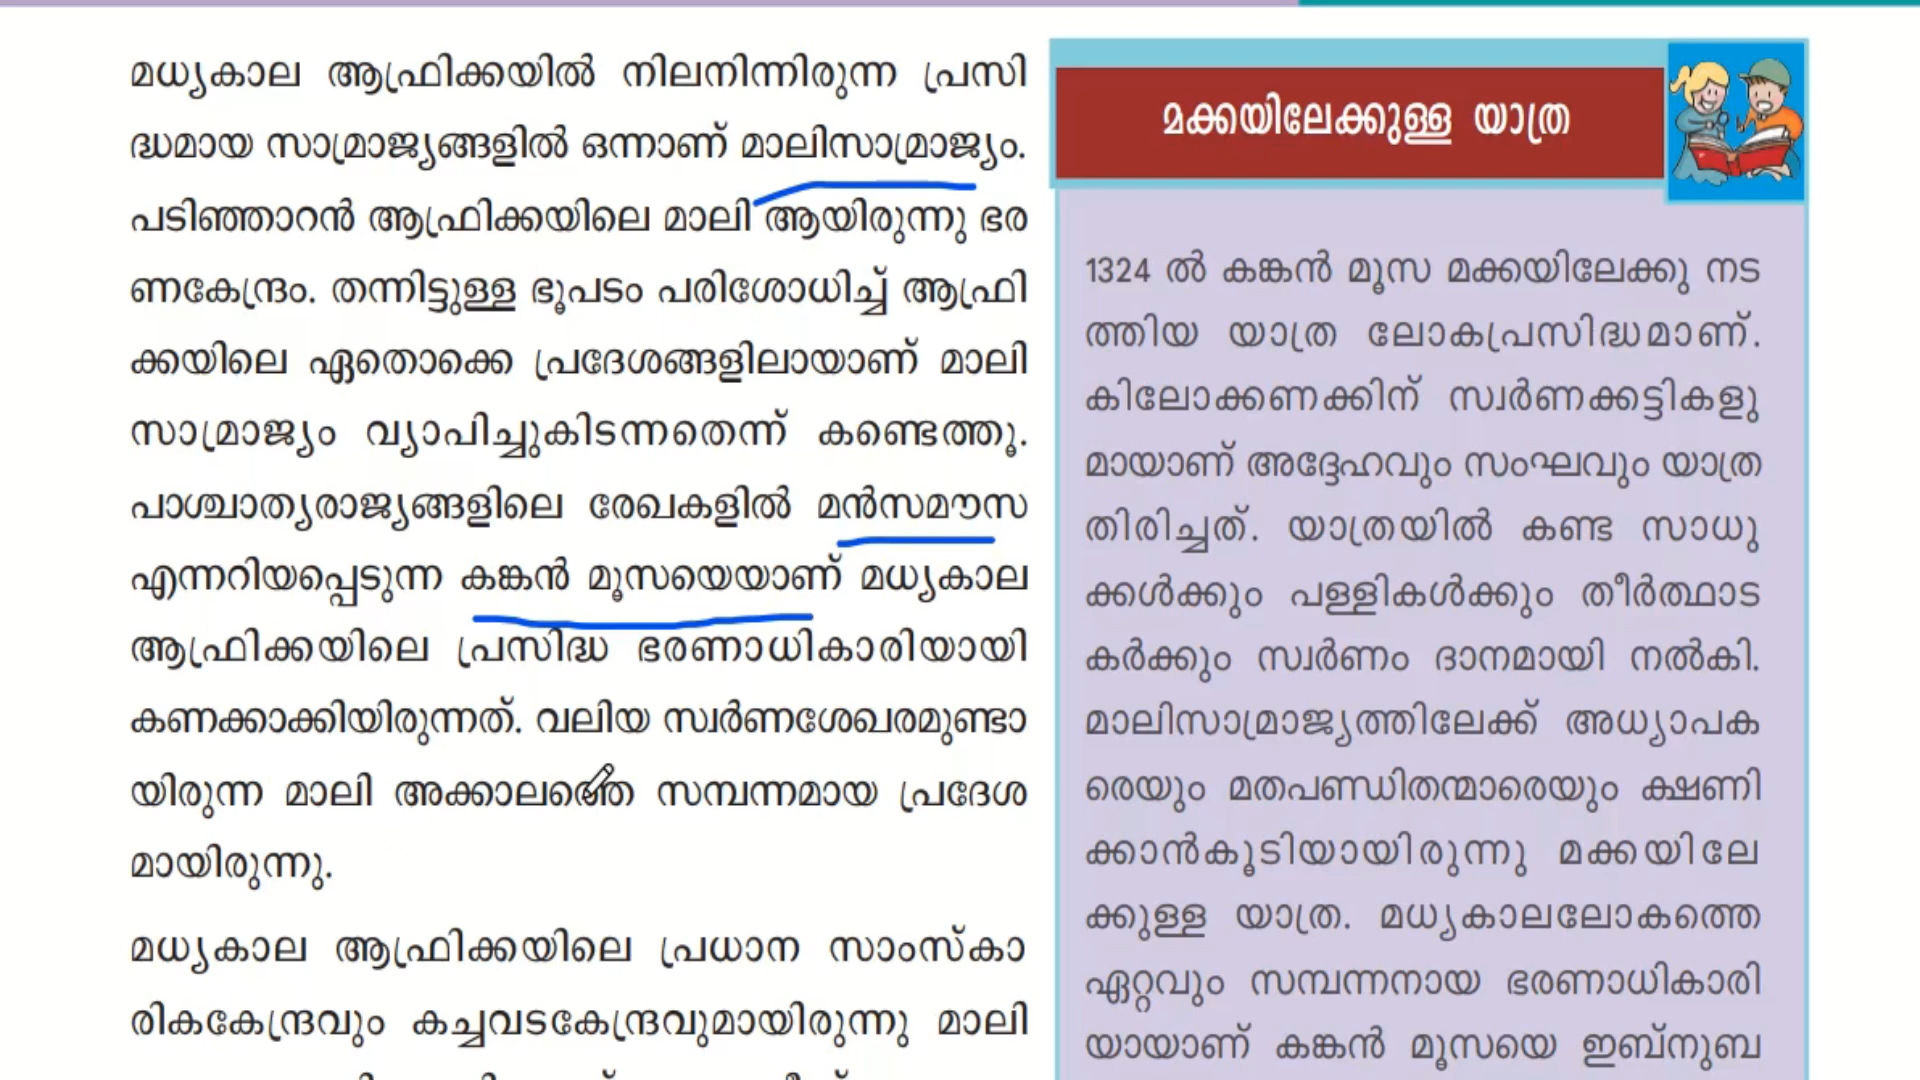 മധ്യകാല ആഫ്രിക്കയിൽ നിലനിന്നിരുന്ന പ്രസി
ദ്ധമായ സാമ്രാജ്യങ്ങളിൽ ഒന്നാണ് മാലിസാമ്രാജ്യം.
പടിഞ്ഞാറൻ ആഫ്രിക്കയിലെ മാലി ആയിരുന്നു ഭര
ണകേന്ദ്രം. തന്നിട്ടുള്ള ഭൂപടം പരിശോധിച്ച് ആഫ്രി
ക്കയിലെ ഏതൊക്കെ പ്രദേശങ്ങളിലായാണ് മാലി
സാമ്രാജ്യം വ്യാപിച്ചുകിടന്നതെന്ന് കണ്ടെത്തൂ.
പാശ്ചാത്യരാജ്യങ്ങളിലെ രേഖകളിൽ മൻസമൗസ
എന്നറിയപ്പെടുന്ന കങ്കൻ മൂസയെയാണ് മധ്യകാല
ആഫ്രിക്കയിലെ പ്രസിദ്ധ ഭരണാധികാരിയായി
കണക്കാക്കിയിരുന്നത്. വലിയ സ്വർണശേഖരമുണ്ടാ
യിരുന്ന മാലി അക്കാലത്തെ സമ്പന്നമായ പ്രദേശ
മായിരുന്നു.
മധ്യകാല ആഫ്രിക്കയിലെ പ്രധാന സാംസ്കാ
രികകേന്ദ്രവും കച്ചവടകേന്ദ്രവുമായിരുന്നു മാലി
മക്കയിലേക്കുള്ള യാത്ര
1324 ൽ കങ്കൻ മൂസ മക്കയിലേക്കു നട
ത്തിയ യാത്ര ലോകപ്രസിദ്ധമാണ്.
കിലോക്കണക്കിന് സ്വർണക്കട്ടികളു
മായാണ് അദ്ദേഹവും സംഘവും യാത്ര
തിരിച്ചത്. യാത്രയിൽ കണ്ട സാധു
ക്കൾക്കും പള്ളികൾക്കും തീർത്ഥാട
കർക്കും സ്വർണം ദാനമായി നൽകി.
മാലിസാമ്രാജ്യത്തിലേക്ക് അധ്യാപക
രെയും മതപണ്ഡിതന്മാരെയും ക്ഷണി
ക്കാൻകൂടിയായിരുന്നു മക്കയിലേ
ക്കുള്ള യാത്ര. മധ്യകാലലോകത്തെ
ഏറ്റവും സമ്പന്നനായ ഭരണാധികാരി
യായാണ് കങ്കൻ മൂസയെ ഇബ്നുബ